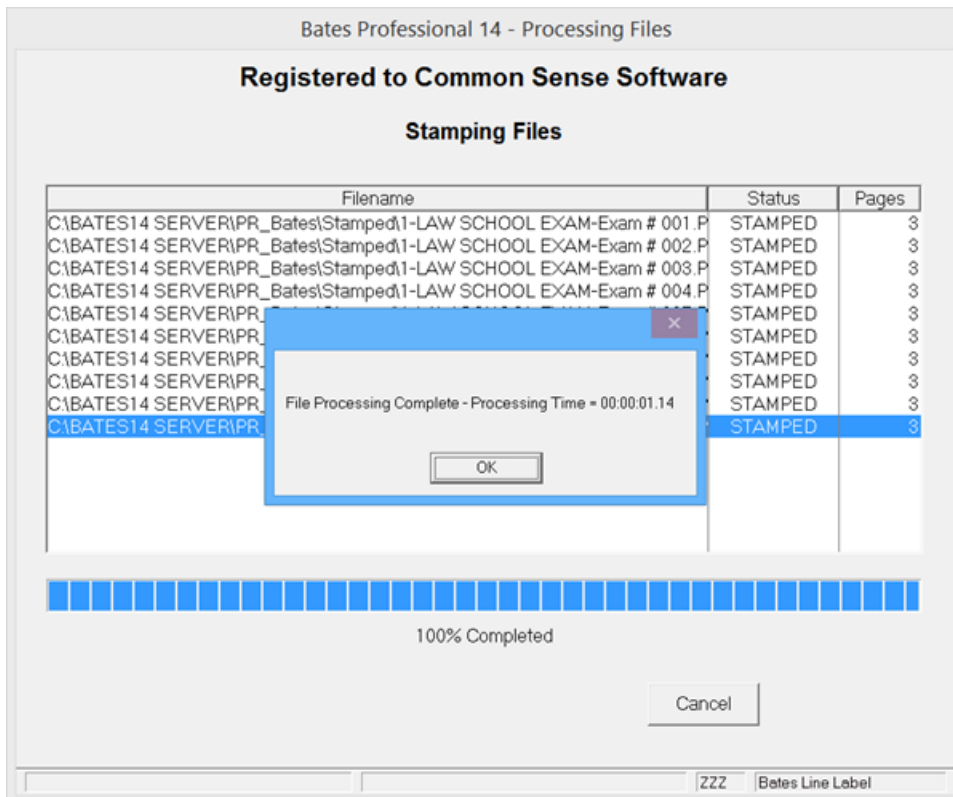 Bates Professional 14 - Processing Files
Registered to Common Sense Software
Stamping Files
Filename Status Pages
C:\BATES14 SERVER\PR_Bates\Stamped\1-LAW SCHOOL EXAM-Exam # 001.P STAMPED 3
C:\BATES14 SERVER\PR_Bates\Stamped\1-LAW SCHOOL EXAM-Exam # 002.P STAMPED 3
C:\BATES14 SERVER\PR_Bates\Stamped\1-LAW SCHOOL EXAM-Exam # 003.P STAMPED 3
C:\BATES14 SERVER\PR_Bates\Stamped\1-LAW SCHOOL EXAM-Exam # 004.P STAMPED 3
C:\BATES14 SERVER\PR_ STAMPED 3
C:\BATES14 SERVER\PR_ STAMPED 3
C:\BATES14 SERVER\PR_ STAMPED 3
C:\BATES14 SERVER\PR_ STAMPED 3
C:\BATES14 SERVER\PR_ STAMPED 3
C:\BATES14 SERVER\PR_ STAMPED 3
File Processing Complete - Processing Time = 00:00:01.14
OK
100% Completed
Cancel
ZZZ Bates Line Label